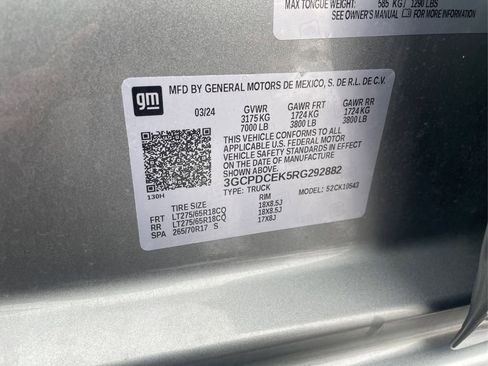 MAX TONGUE WEIGHT: 585 KG / 1290 LBS
SEE OWNER'S MANUAL FOR MORE INFORMATION
gm
MFD BY GENERAL MOTORS DE MEXICO, S. DE R.L. DE C.V.
03/24 GVWR GAWR FRT GAWR RR
3175 KG 1724 KG 1724 KG
7000 LB 3800 LB 3800 LB
THIS VEHICLE CONFORMS TO ALL
APPLICABLE U.S. FEDERAL MOTOR
VEHICLE SAFETY STANDARDS IN
EFFECT ON THE DATE OF
MANUFACTURE SHOWN ABOVE.
3GCPDCEK5RG292882
130H TYPE: TRUCK MODEL: 52CK10543
TIRE SIZE RIM
FRT LT275/65R18CQ 18X8.5J
RR LT275/65R18CQ 18X8.5J
SPA 265/70R17 S 17X8J